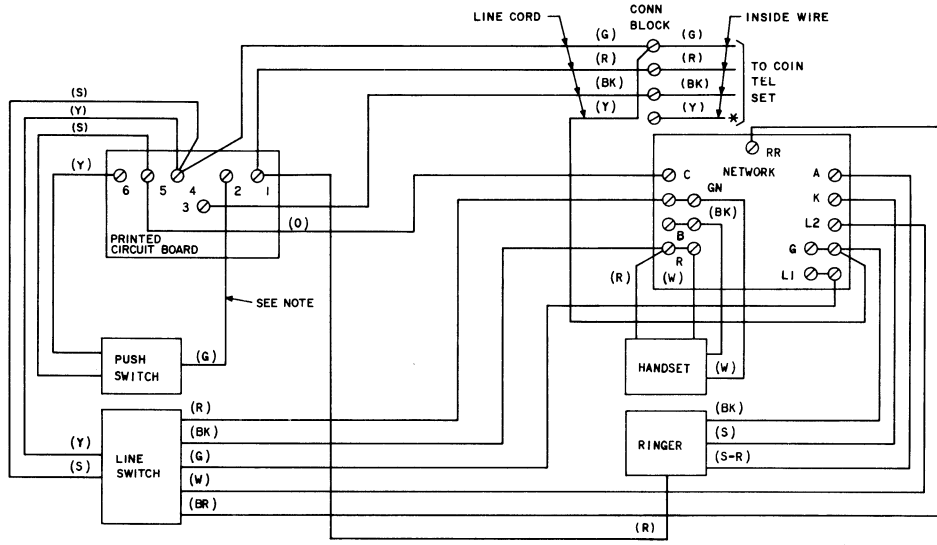 LINE CORD
CONN
BLOCK
INSIDE WIRE
(G) (G)
(R) (R)
(BK) (BK)
(Y) (Y) *
TO COIN
TEL
SET
(S)
(Y)
(S)
(Y)
6 5 4 2 1
3
PRINTED
CIRCUIT BOARD
(O)
SEE NOTE
RR
NETWORK
C
GN
(BK)
B
R
(R) (W)
A
K
L2
G
L1
PUSH
SWITCH
(G)
HANDSET
(W)
LINE
SWITCH
(Y)
(S)
(R)
(BK)
(G)
(W)
(BR)
RINGER
(BK)
(S)
(S-R)
(R)